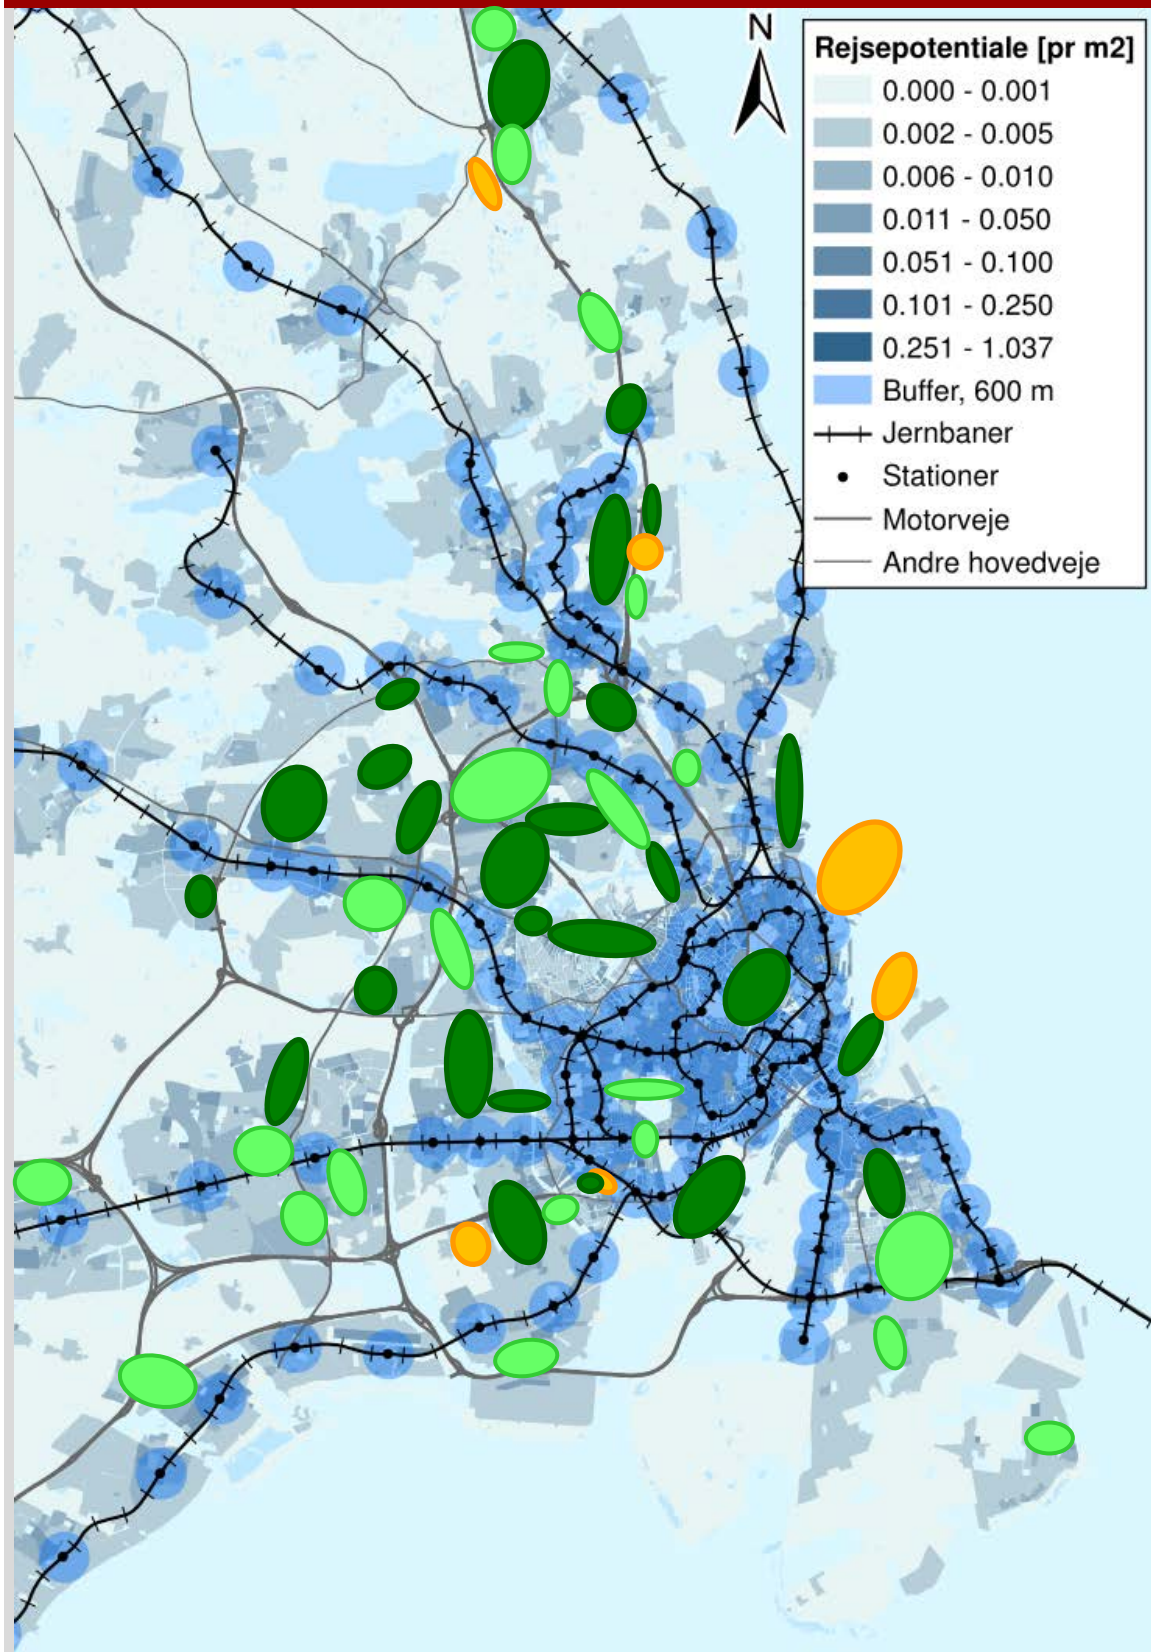 N
Rejsepotentiale [pr m2]
0.000 - 0.001
0.002 - 0.005
0.006 - 0.010
0.011 - 0.050
0.051 - 0.100
0.101 - 0.250
0.251 - 1.037
Buffer, 600 m
Jernbaner
Stationer
Motorveje
Andre hovedveje